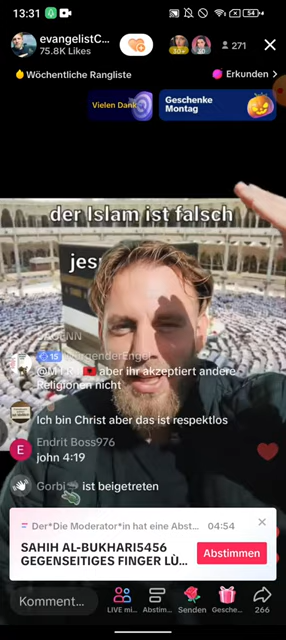 13:31
54
evangelistC...
75.8K Likes
30+
271
Wöchentliche Rangliste
Erkunden >
Vielen Dank
Geschenke
Montag
der Islam ist falsch
15
aber ihr akzeptiert andere
Religionen nicht
Ich bin Christ aber das ist respektlos
Endrit Boss976
john 4:19
Gorbi
ist beigetreten
Der*Die Moderator*in hat eine Abst...
04:54
SAHIH AL-BUKHARI5456
GEGENSEITIGES FINGER LÜ...
Abstimmen
Komment...
LIVE mi...
Abstim...
Senden
Gesche...
266